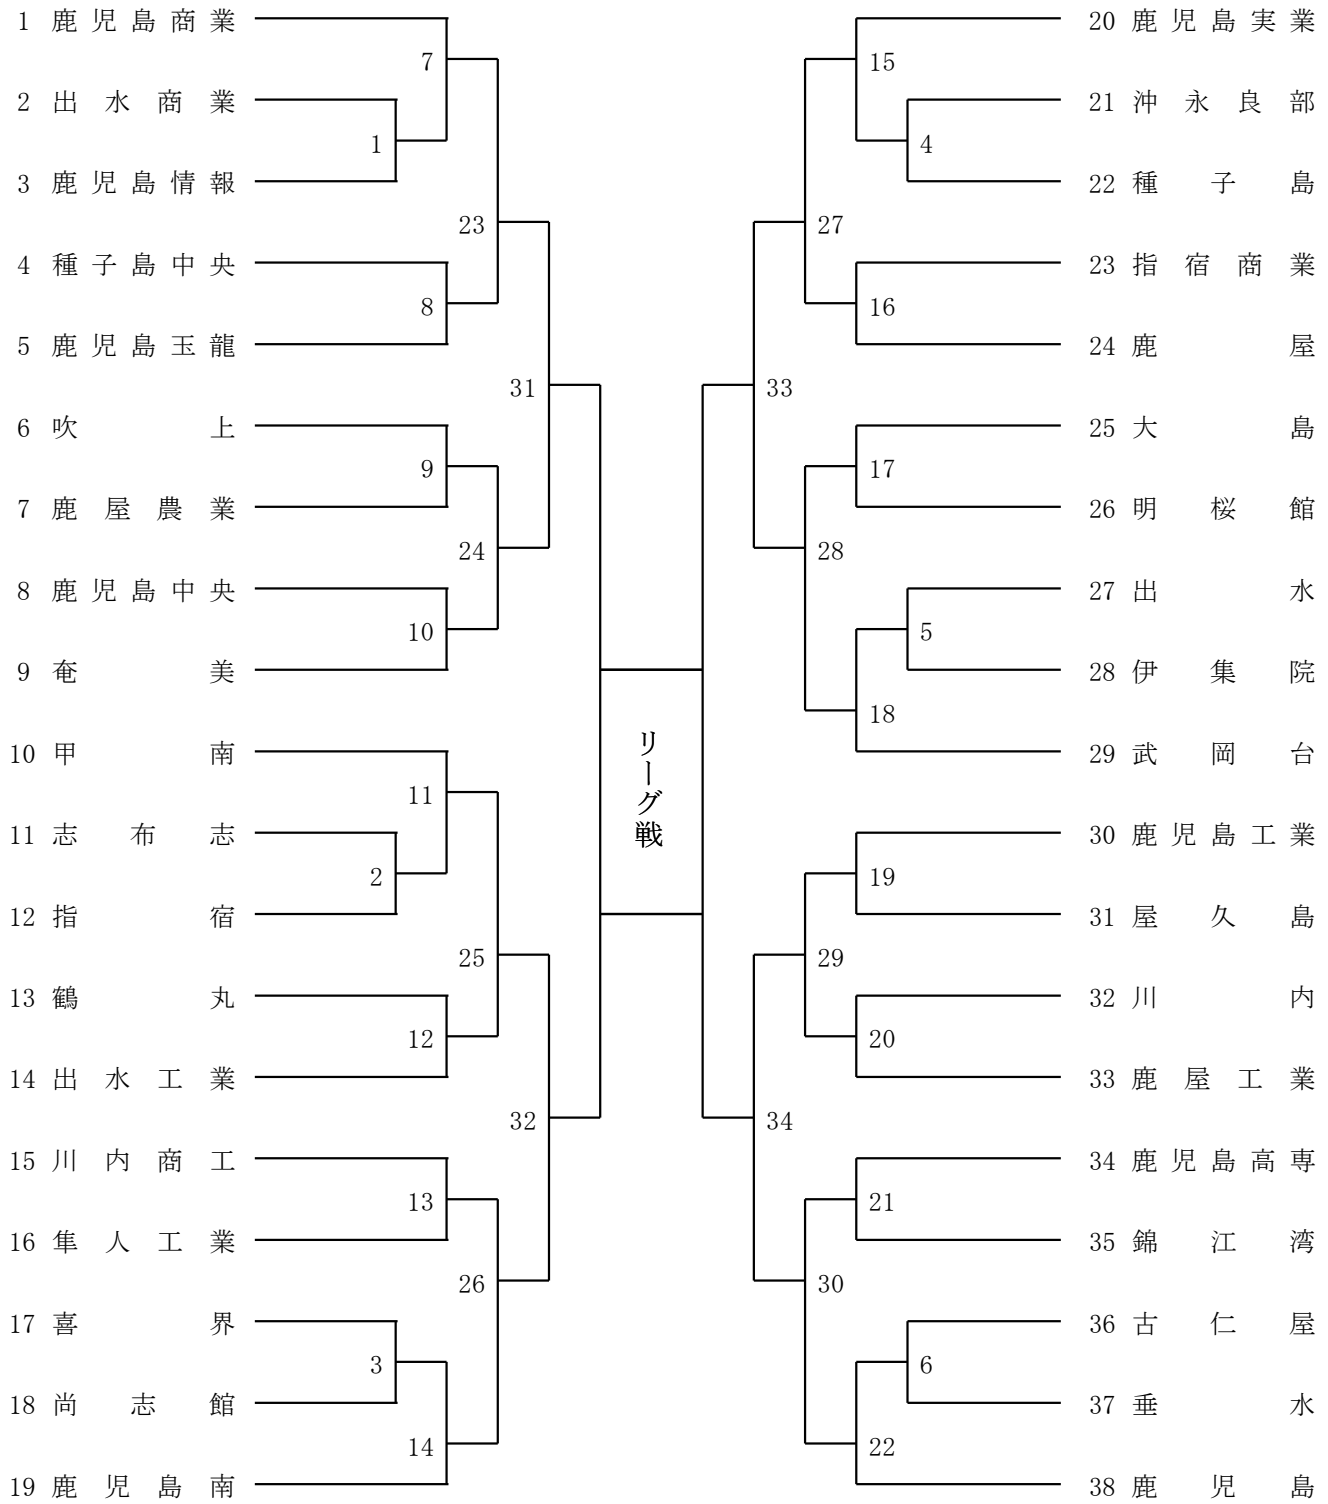 1 鹿児島商業
7
2 出水商業
1
3 鹿児島情報
23
4 種子島中央
8
5 鹿児島玉龍
31
6 吹上
9
7 鹿屋農業
24
8 鹿児島中央
10
9 奄美
10 甲南
11
11 志布志
2
12 指宿
25
13 鶴丸
12
14 出水工業
32
15 川内商工
13
16 隼人工業
26
17 喜界
3
18 尚志館
14
19 鹿児島南
リーグ戦
20 鹿児島実業
15
21 沖永良部
4
22 種子島
27
23 指宿商業
16
24 鹿屋
33
25 大島
17
26 明桜館
28
27 出水
5
28 伊集院
18
29 武岡台
30 鹿児島工業
19
31 屋久島
29
32 川内
20
33 鹿屋工業
34
34 鹿児島高専
21
35 錦江湾
30
36 古仁屋
6
37 垂水
22
38 鹿児島